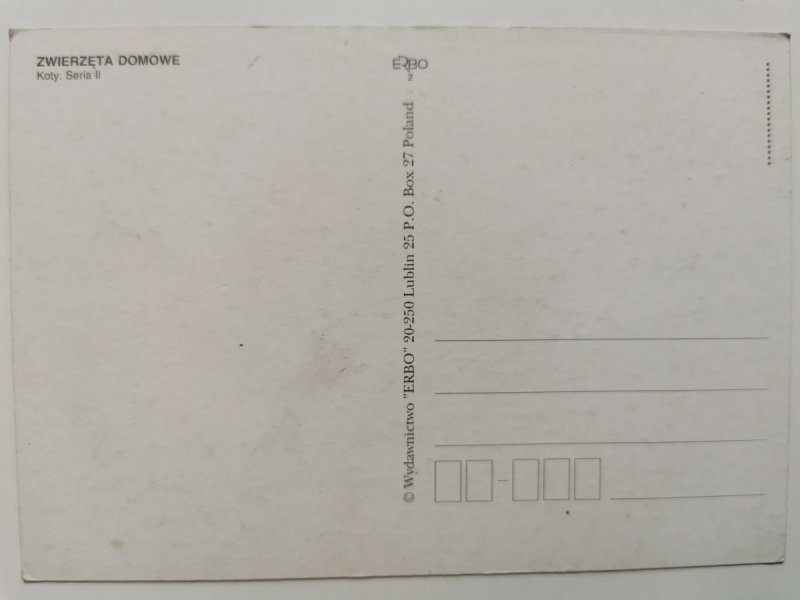 ZWIERZĘTA DOMOWE
Koty. Seria II
ERBO
2
© Wydawnictwo "ERBO" 20-250 Lublin 25 P.O. Box 27 Poland